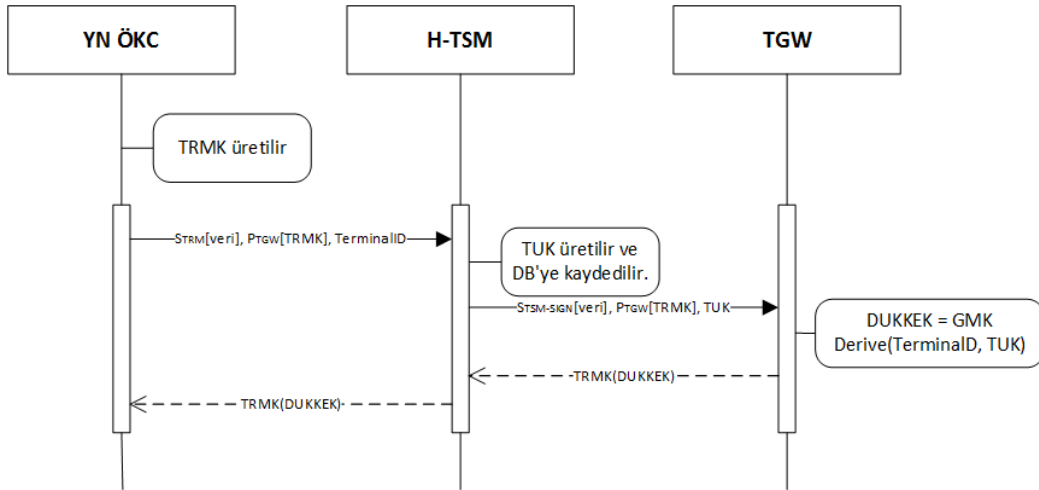 YN ÖKC
H-TSM
TGW
TRMK üretilir
STRM[veri], PTGW[TRMK], TerminalID
TUK üretilir ve
DB'ye kaydedilir.
STSM-SIGN[veri], PTGW[TRMK], TUK
DUKKEK = GMK
Derive(TerminalD, TUK)
TRMK(DUKKEK)
TRMK(DUKKEK)